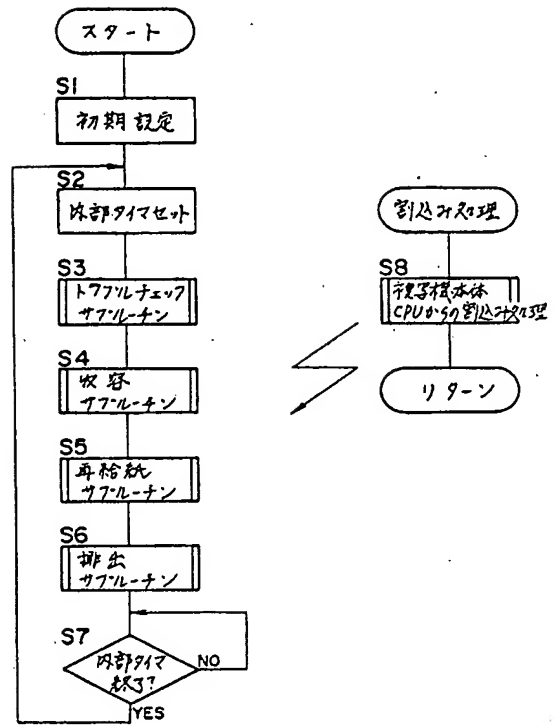 スタート
S1
初期設定
S2
内部タイマセット
S3
トラブルチェック
サブルーチン
S4
収容
サブルーチン
S5
再給紙
サブルーチン
S6
排出
サブルーチン
S7
内部タイマ
終了?
NO
YES
割込み処理
S8
複写機本体
CPUからの割込み処理
リターン